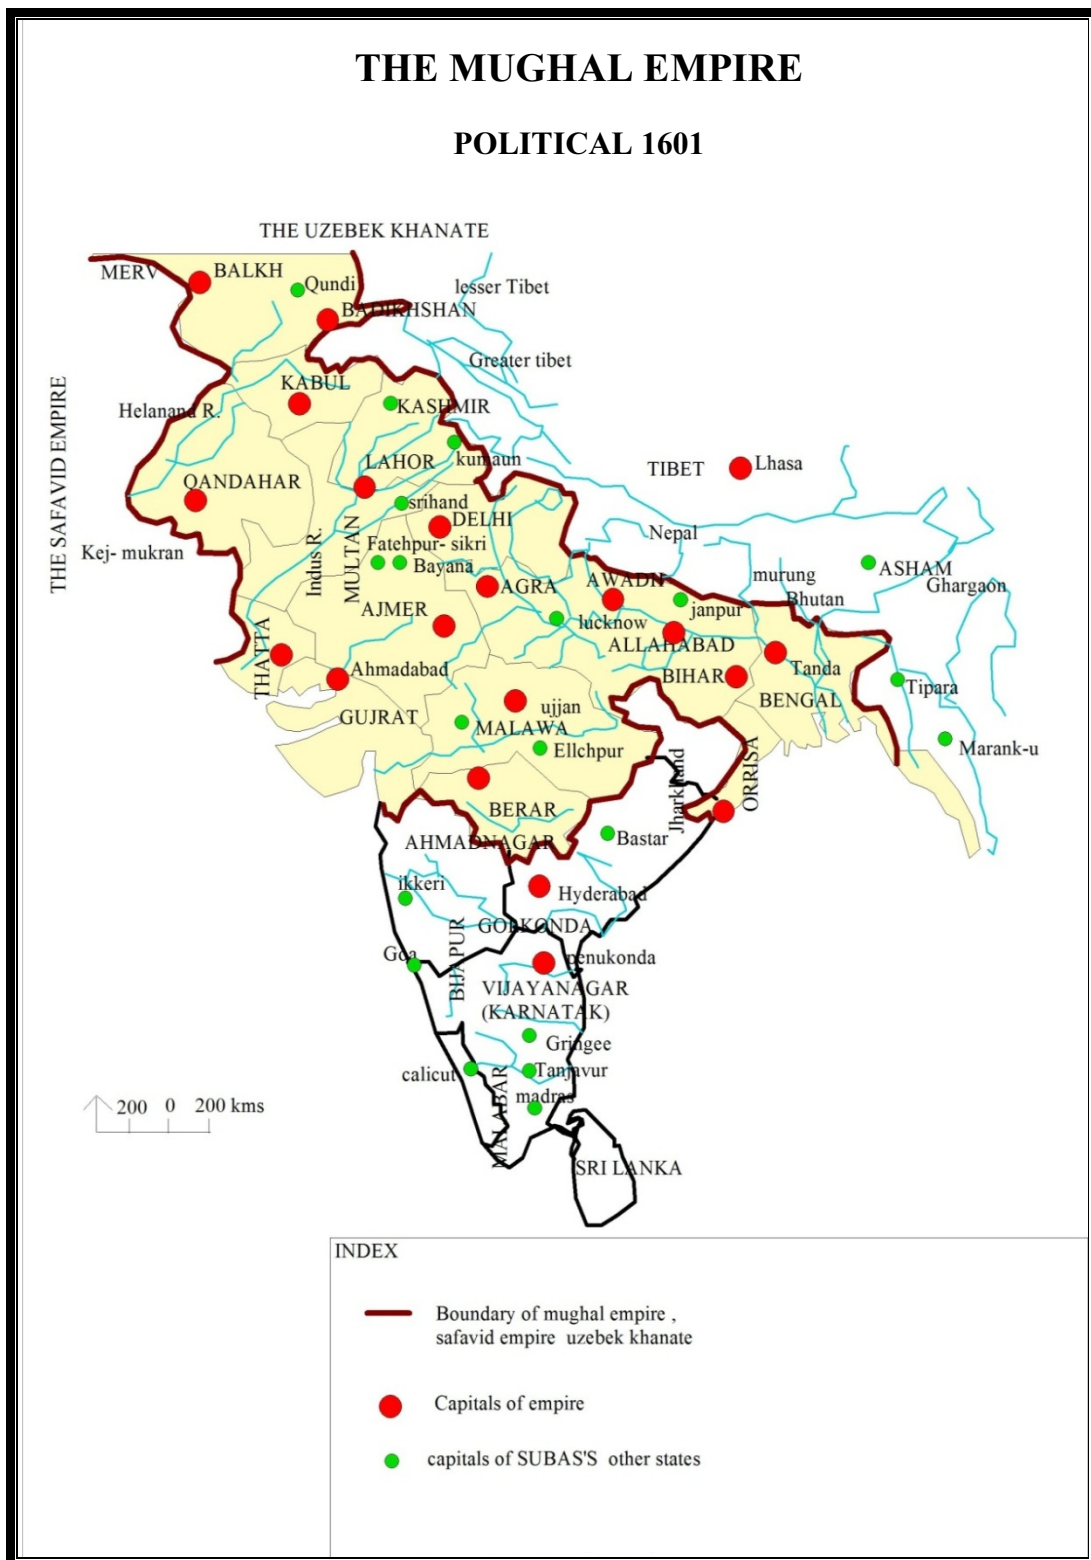 THE MUGHAL EMPIRE
POLITICAL 1601
THE UZEBEK KHANATE
MERV
BALKH
Qundi
lesser Tibet
BADIKHSHAN
Greater tibet
KABUL
Helanand R.
KASHMIR
THE SAFAVID EMPIRE
LAHOR
kumaun
TIBET
Lhasa
QANDAHAR
srihand
DELHI
Nepal
Kej- mukran
Indus R.
MULTAN
Fatehpur- sikri
Bayana
AGRA
AWADN
murung
ASHAM
Ghargaon
Bhutan
janpur
AJMER
lucknow
ALLAHABAD
THATTA
Ahmadabad
BIHAR
Tanda
BENGAL
Tipara
GUJRAT
ujjan
MALAWA
Ellchpur
Marank-u
Jharkhand
ORRISA
BERAR
AHMADNAGAR
Bastar
ikkeri
Hyderabad
GOLKONDA
Goa
BIJAPUR
penukonda
VIJAYANAGAR
(KARNATAK)
Gringee
calicut
Tanjavur
MALABAR
madras
200 0 200 kms
SRI LANKA
INDEX
Boundary of mughal empire ,
safavid empire uzebek khanate
Capitals of empire
capitals of SUBAS'S other states